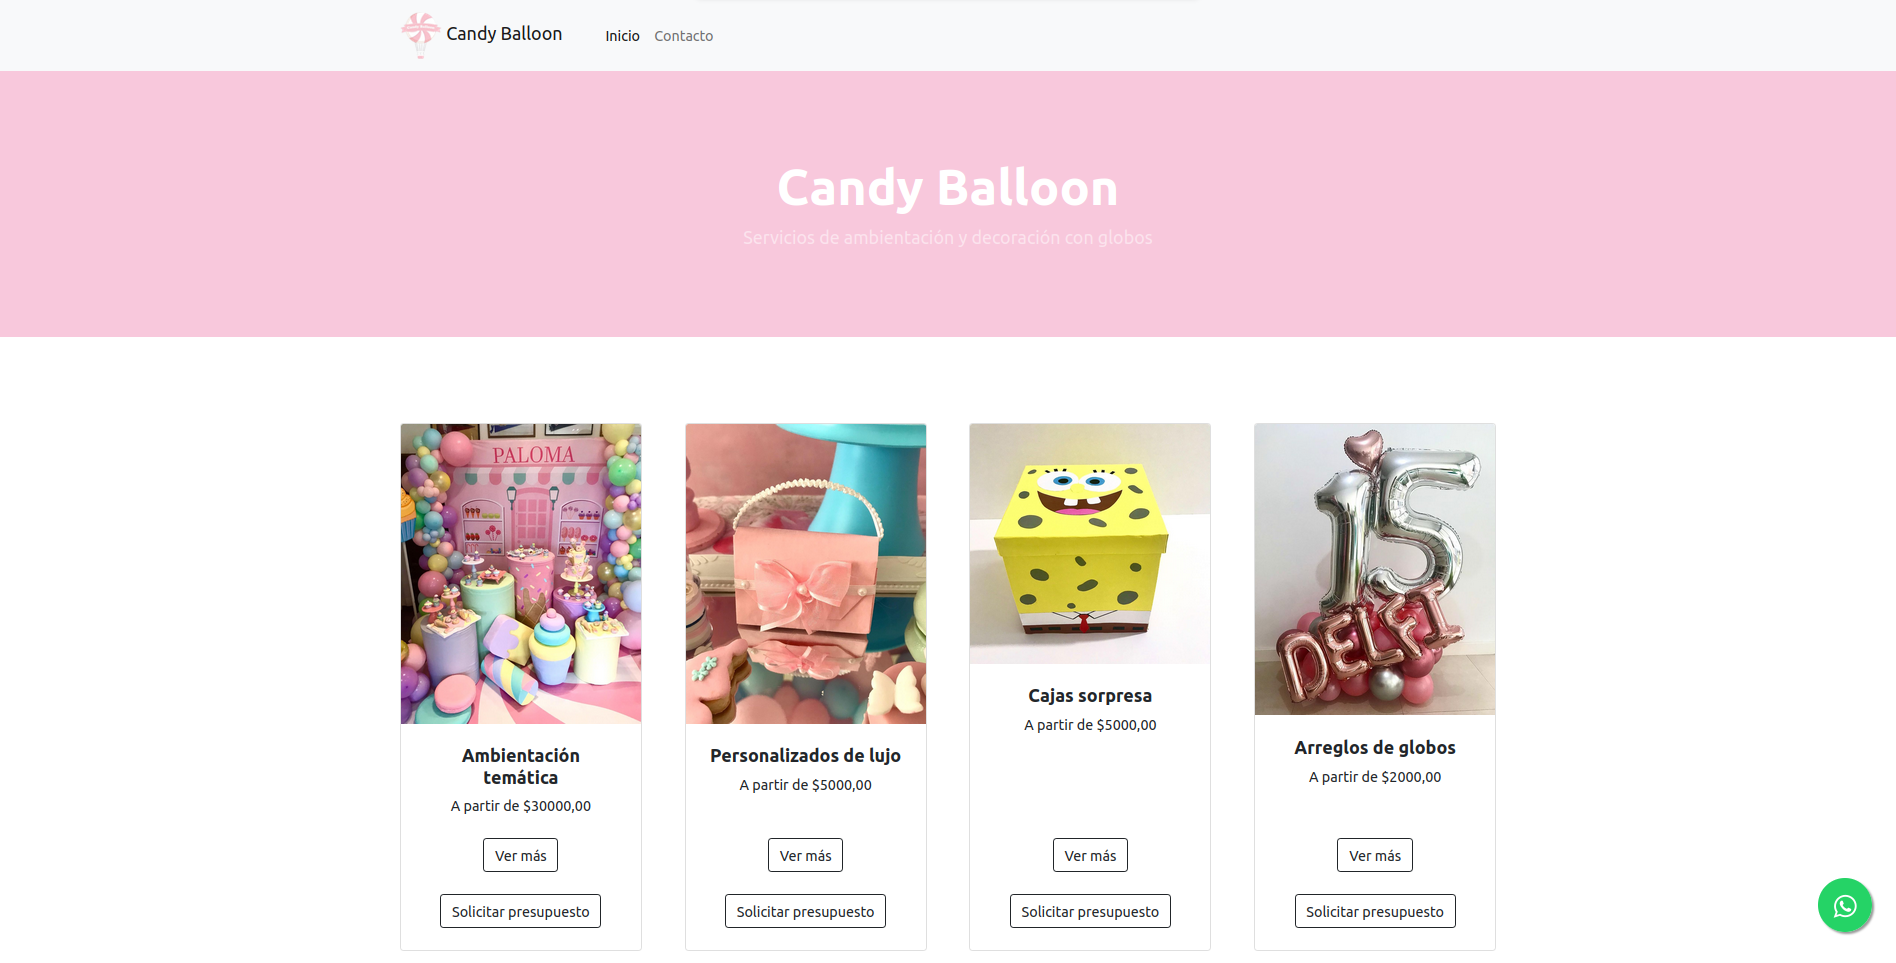 Candy Balloon
Inicio
Contacto
Candy Balloon
Servicios de ambientación y decoración con globos
PALOMA
15
DELFI
Ambientación
temática
A partir de $30000,00
Ver más
Solicitar presupuesto
Personalizados de lujo
A partir de $5000,00
Ver más
Solicitar presupuesto
Cajas sorpresa
A partir de $5000,00
Ver más
Solicitar presupuesto
Arreglos de globos
A partir de $2000,00
Ver más
Solicitar presupuesto